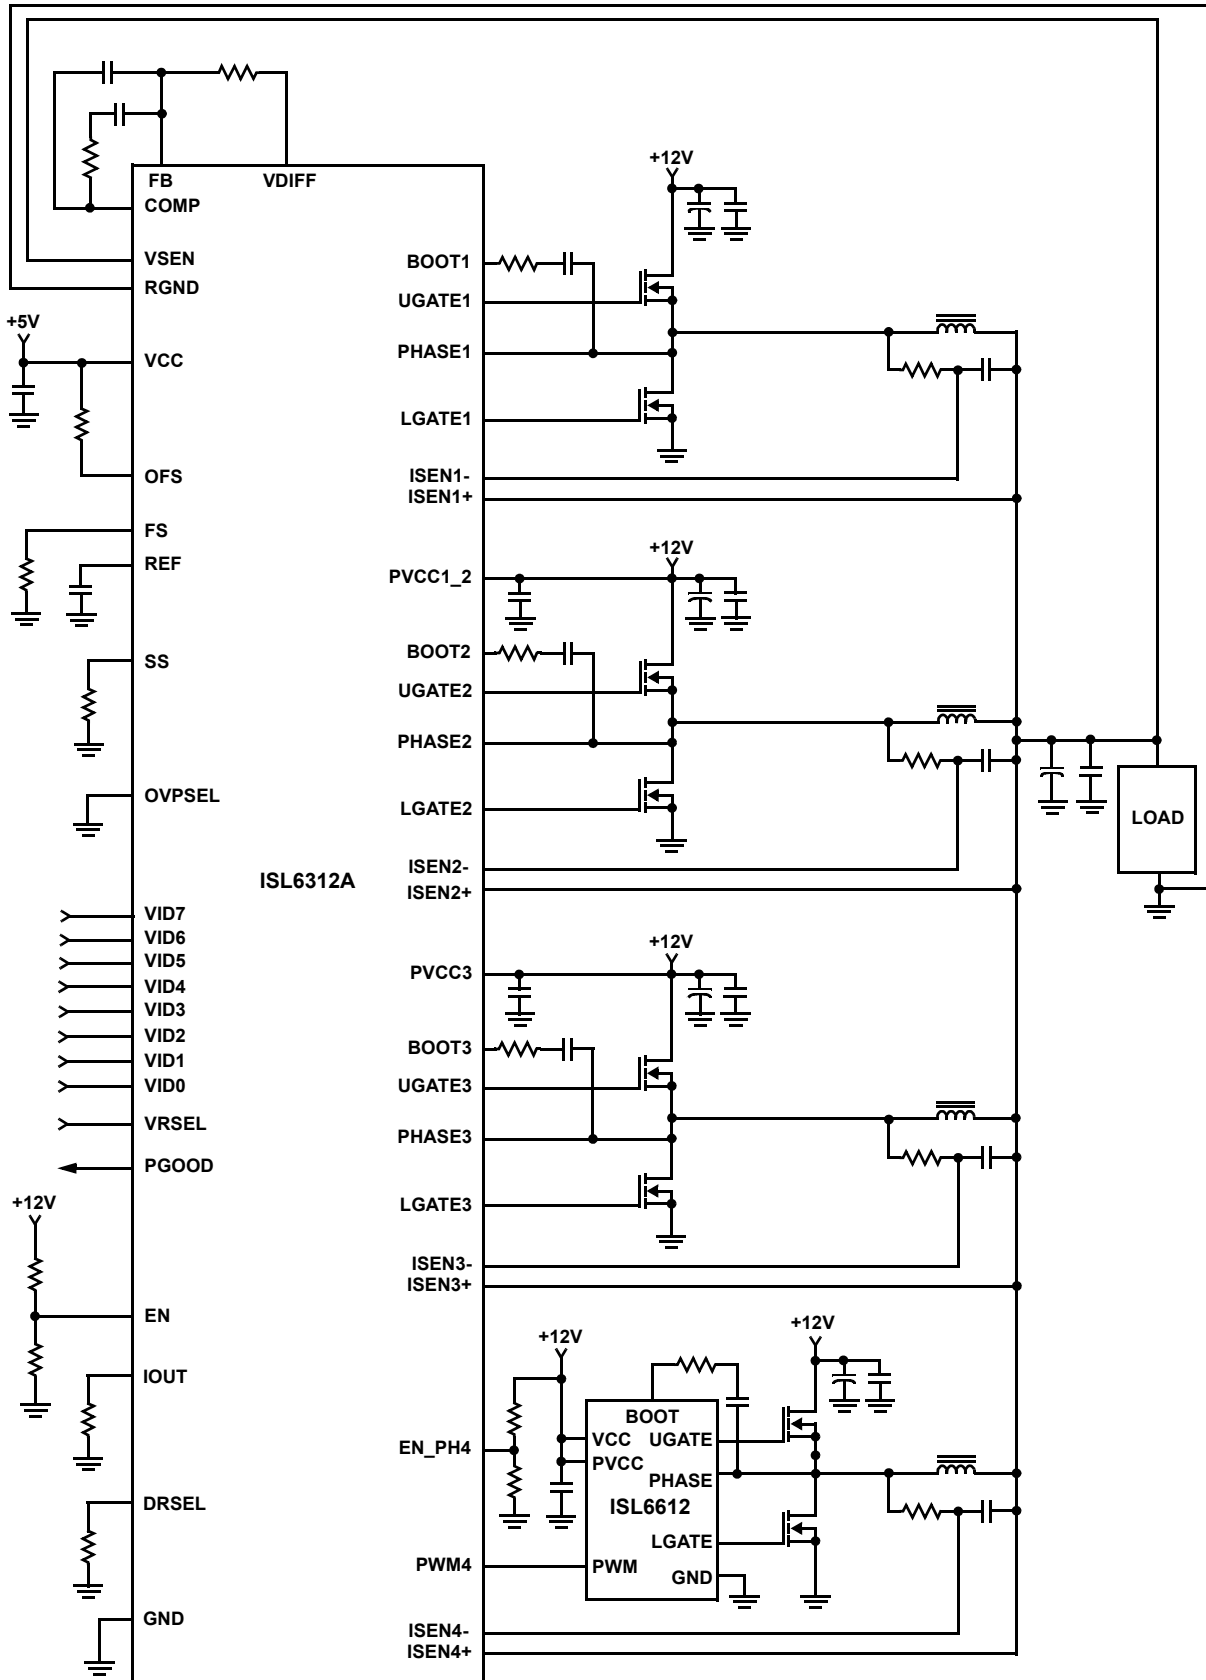 FB
VDIFF
COMP
VSEN
RGND
+5V
VCC
OFS
FS
REF
SS
OVPSEL
ISL6312A
VID7
VID6
VID5
VID4
VID3
VID2
VID1
VID0
VRSEL
PGOOD
+12V
EN
IOUT
DRSEL
GND
+12V
BOOT1
UGATE1
PHASE1
LGATE1
ISEN1-
ISEN1+
+12V
PVCC1_2
BOOT2
UGATE2
PHASE2
LGATE2
ISEN2-
ISEN2+
LOAD
+12V
PVCC3
BOOT3
UGATE3
PHASE3
LGATE3
ISEN3-
ISEN3+
+12V
+12V
EN_PH4
BOOT
VCC
UGATE
PVCC
PHASE
ISL6612
LGATE
PWM4
PWM
GND
ISEN4-
ISEN4+